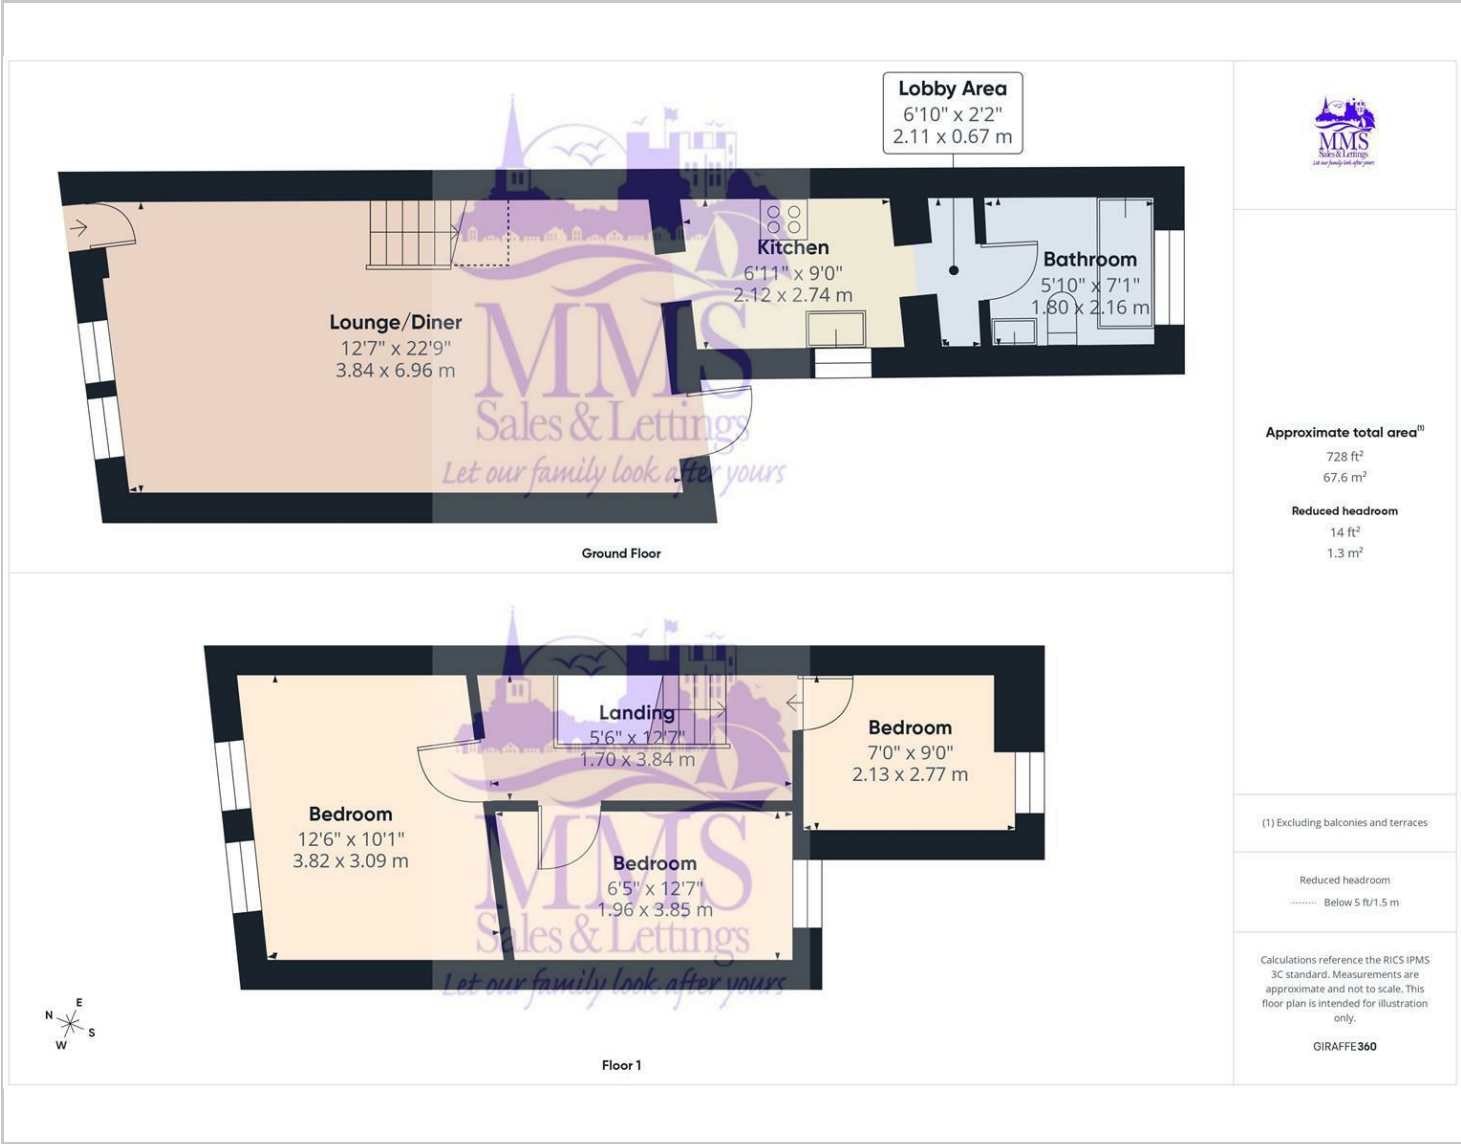 Lobby Area
6'10" x 2'2"
2.11 x 0.67 m
Kitchen
6'11" x 9'0"
2.12 x 2.74 m
Bathroom
5'10" x 7'1"
1.80 x 2.16 m
Lounge/Diner
12'7" x 22'9"
3.84 x 6.96 m
MMS
Sales & Lettings
Let our family look after yours
Ground Floor
Landing
5'6" x 12'7"
1.70 x 3.84 m
Bedroom
7'0" x 9'0"
2.13 x 2.77 m
Bedroom
12'6" x 10'1"
3.82 x 3.09 m
Bedroom
6'5" x 12'7"
1.96 x 3.85 m
MMS
Sales & Lettings
Let our family look after yours
N E S W
Floor 1
MMS
Sales & Lettings
Let our family look after yours
Approximate total area(1)
728 ft²
67.6 m²
Reduced headroom
14 ft²
1.3 m²
(1) Excluding balconies and terraces
Reduced headroom
Below 5 ft/1.5 m
Calculations reference the RICS IPMS
3C standard. Measurements are
approximate and not to scale. This
floor plan is intended for illustration
only.
GIRAFFE360